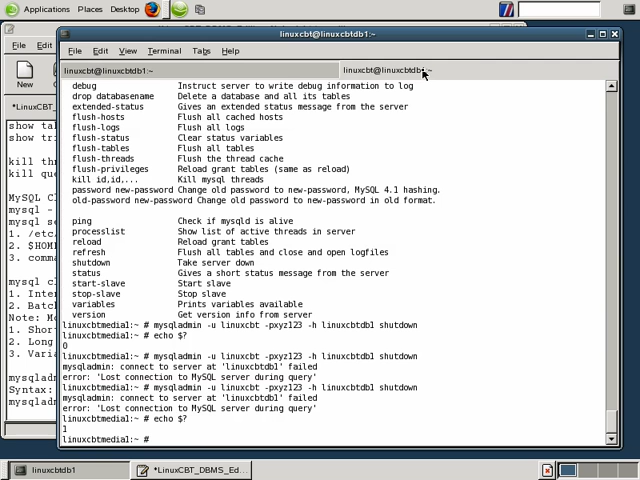 Applications Places Desktop
linuxcbt@linuxcbtdb1:~
File Edit
File Edit View Terminal Tabs Help
linuxcbt@linuxcbtdb1:~ linuxcbt@linuxcbtdb1:~
New
*LinuxCBT_
debug Instruct server to write debug information to log
drop databasename Delete a database and all its tables
extended-status Gives an extended status message from the server
flush-hosts Flush all cached hosts
flush-logs Flush all logs
flush-status Clear status variables
flush-tables Flush all tables
flush-threads Flush the thread cache
flush-privileges Reload grant tables (same as reload)
kill id,id,... Kill mysql threads
password new-password Change old password to new-password, MySQL 4.1 hashing.
old-password new-password Change old password to new-password in old format.
ping Check if mysqld is alive
processlist Show list of active threads in server
reload Reload grant tables
refresh Flush all tables and close and open logfiles
shutdown Take server down
status Gives a short status message from the server
start-slave Start slave
stop-slave Stop slave
variables Prints variables available
version Get version info from server
linuxcbtmedia1:~ # mysqladmin -u linuxcbt -pxyz123 -h linuxcbtdb1 shutdown
linuxcbtmedia1:~ # echo $?
0
linuxcbtmedia1:~ # mysqladmin -u linuxcbt -pxyz123 -h linuxcbtdb1 shutdown
mysqladmin: connect to server at 'linuxcbtdb1' failed
error: 'Lost connection to MySQL server during query'
linuxcbtmedia1:~ # mysqladmin -u linuxcbt -pxyz123 -h linuxcbtdb1 shutdown
mysqladmin: connect to server at 'linuxcbtdb1' failed
error: 'Lost connection to MySQL server during query'
linuxcbtmedia1:~ # echo $?
1
linuxcbtmedia1:~ #
show tri
kill thr
kill que
MySQL Cl
mysql -
mysql se
1. /etc/
2. $HOME
3. comma
mysql cl
1. Inter
2. Batch
Note: Mo
1. Short
2. Long
3. Varia
mysqladm
Syntax:
mysqladm
linuxcbtdb1 *LinuxCBT_DBMS_Ed...